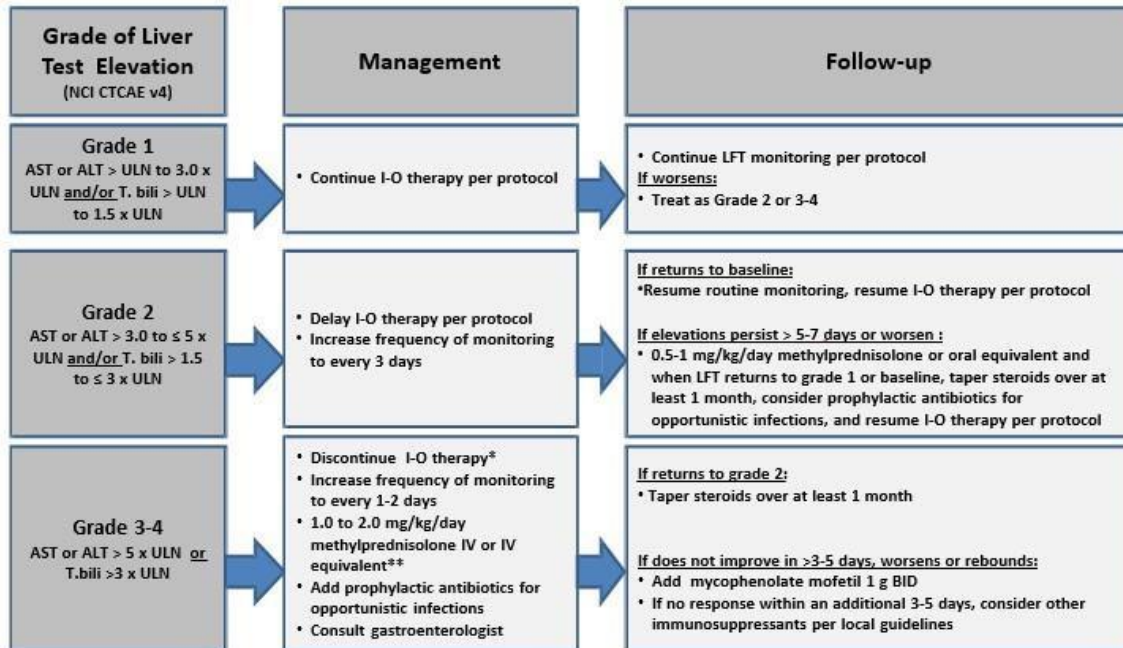 Grade of Liver
Test Elevation
(NCI CTCAE v4)
Management
Follow-up
Grade 1
AST or ALT > ULN to 3.0 x
ULN and/or T. bili > ULN
to 1.5 x ULN
• Continue I-O therapy per protocol
• Continue LFT monitoring per protocol
If worsens:
• Treat as Grade 2 or 3-4
Grade 2
AST or ALT > 3.0 to ≤ 5 x
ULN and/or T. bili > 1.5
to ≤ 3 x ULN
• Delay I-O therapy per protocol
• Increase frequency of monitoring
to every 3 days
If returns to baseline:
•Resume routine monitoring, resume I-O therapy per protocol
If elevations persist > 5-7 days or worsen :
• 0.5-1 mg/kg/day methylprednisolone or oral equivalent and
when LFT returns to grade 1 or baseline, taper steroids over at
least 1 month, consider prophylactic antibiotics for
opportunistic infections, and resume I-O therapy per protocol
Grade 3-4
AST or ALT > 5 x ULN or
T.bili >3 x ULN
• Discontinue I-O therapy*
• Increase frequency of monitoring
to every 1-2 days
• 1.0 to 2.0 mg/kg/day
methylprednisolone IV or IV
equivalent**
• Add prophylactic antibiotics for
opportunistic infections
• Consult gastroenterologist
If returns to grade 2:
• Taper steroids over at least 1 month
If does not improve in >3-5 days, worsens or rebounds:
• Add mycophenolate mofetil 1 g BID
• If no response within an additional 3-5 days, consider other
immunosuppressants per local guidelines